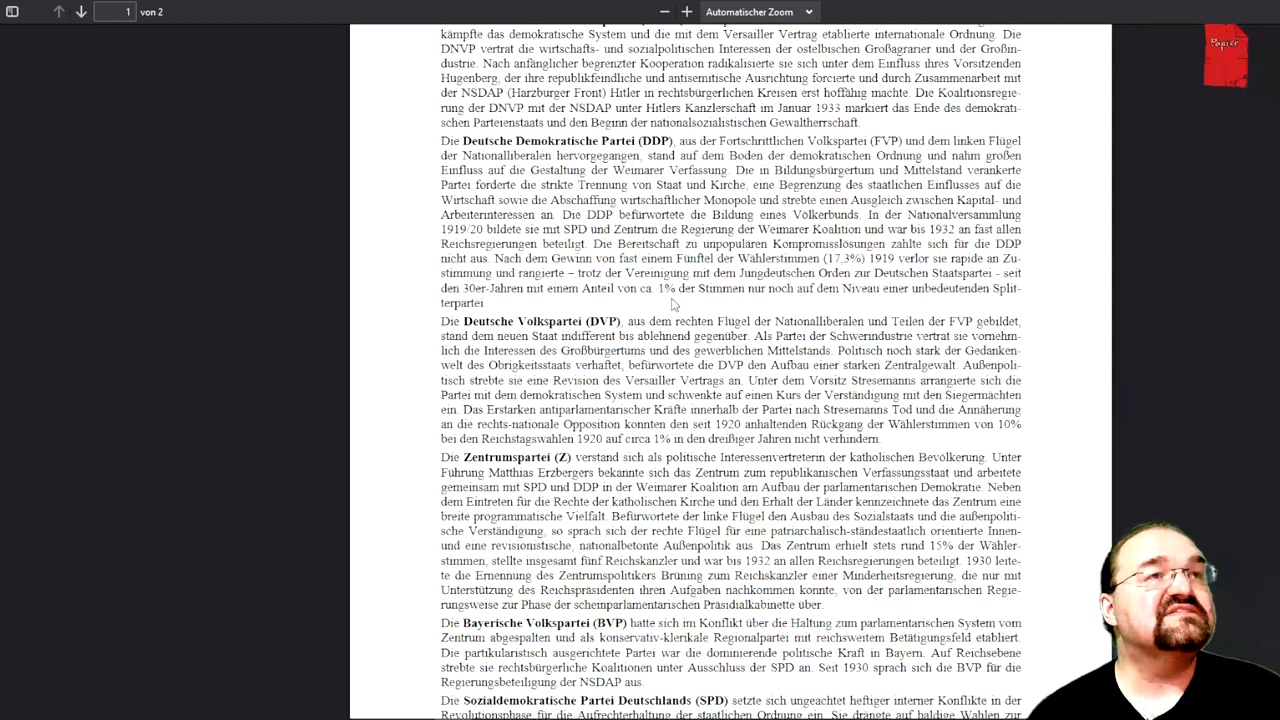 1 von 2
Automatischer Zoom
Papier
kämpfte das demokratische System und die mit dem Versailler Vertrag etablierte internationale Ordnung. Die
DNVP vertrat die wirtschafts- und sozialpolitischen Interessen der ostelbischen Großagrarier und der Großin-
dustrie. Nach anfänglicher begrenzter Kooperation radikalisierte sie sich unter dem Einfluss ihres Vorsitzenden
Hugenberg, der ihre republikfeindliche und antisemitische Ausrichtung forcierte und durch Zusammenarbeit mit
der NSDAP (Harzburger Front) Hitler in rechtsbürgerlichen Kreisen erst hoffähig machte. Die Koalitionsregie-
rung der DNVP mit der NSDAP unter Hitlers Kanzlerschaft im Januar 1933 markiert das Ende des demokrati-
schen Parteienstaats und den Beginn der nationalsozialistischen Gewaltherrschaft.
Die Deutsche Demokratische Partei (DDP), aus der Fortschrittlichen Volkspartei (FVP) und dem linken Flügel
der Nationalliberalen hervorgegangen, stand auf dem Boden der demokratischen Ordnung und nahm großen
Einfluss auf die Gestaltung der Weimarer Verfassung. Die in Bildungsbürgertum und Mittelstand verankerte
Partei forderte die strikte Trennung von Staat und Kirche, eine Begrenzung des staatlichen Einflusses auf die
Wirtschaft sowie die Abschaffung wirtschaftlicher Monopole und strebte einen Ausgleich zwischen Kapital- und
Arbeiterinteressen an. Die DDP befürwortete die Bildung eines Völkerbunds. In der Nationalversammlung
1919/20 bildete sie mit SPD und Zentrum die Regierung der Weimarer Koalition und war bis 1932 an fast allen
Reichsregierungen beteiligt. Die Bereitschaft zu unpopulären Kompromisslösungen zahlte sich für die DDP
nicht aus. Nach dem Gewinn von fast einem Fünftel der Wählerstimmen (17,3%) 1919 verlor sie rapide an Zu-
stimmung und rangierte – trotz der Vereinigung mit dem Jungdeutschen Orden zur Deutschen Staatspartei - seit
den 30er-Jahren mit einem Anteil von ca. 1% der Stimmen nur noch auf dem Niveau einer unbedeutenden Split-
terpartei
Die Deutsche Volkspartei (DVP), aus dem rechten Flügel der Nationalliberalen und Teilen der FVP gebildet,
stand dem neuen Staat indifferent bis ablehnend gegenüber. Als Partei der Schwerindustrie vertrat sie vornehm-
lich die Interessen des Großbürgertums und des gewerblichen Mittelstands. Politisch noch stark der Gedanken-
welt des Obrigkeitsstaats verhaftet, befürwortete die DVP den Aufbau einer starken Zentralgewalt. Außenpoli-
tisch strebte sie eine Revision des Versailler Vertrags an. Unter dem Vorsitz Stresemanns arrangierte sich die
Partei mit dem demokratischen System und schwenkte auf einen Kurs der Verständigung mit den Siegermächten
ein. Das Erstarken antiparlamentarischer Kräfte innerhalb der Partei nach Stresemanns Tod und die Annäherung
an die rechts-nationale Opposition konnten den seit 1920 anhaltenden Rückgang der Wählerstimmen von 10%
bei den Reichstagswahlen 1920 auf circa 1% in den dreißiger Jahren nicht verhindern.
Die Zentrumspartei (Z) verstand sich als politische Interessenvertreterin der katholischen Bevölkerung. Unter
Führung Matthias Erzbergers bekannte sich das Zentrum zum republikanischen Verfassungsstaat und arbeitete
gemeinsam mit SPD und DDP in der Weimarer Koalition am Aufbau der parlamentarischen Demokratie. Neben
dem Eintreten für die Rechte der katholischen Kirche und den Erhalt der Länder kennzeichnete das Zentrum eine
breite programmatische Vielfalt. Befürwortete der linke Flügel den Ausbau des Sozialstaats und die außenpoliti-
sche Verständigung, so sprach sich der rechte Flügel für eine patriarchalisch-ständestaatlich orientierte Innen-
und eine revisionistische, nationalbetonte Außenpolitik aus. Das Zentrum erhielt stets rund 15% der Wähler-
stimmen, stellte insgesamt fünf Reichskanzler und war bis 1932 an allen Reichsregierungen beteiligt. 1930 leite-
te die Ernennung des Zentrumspolitikers Brüning zum Reichskanzler einer Minderheitsregierung, die nur mit
Unterstützung des Reichspräsidenten ihren Aufgaben nachkommen konnte, von der parlamentarischen Regie-
rungsweise zur Phase der scheinparlamentarischen Präsidialkabinette über.
Die Bayerische Volkspartei (BVP) hatte sich im Konflikt über die Haltung zum parlamentarischen System vom
Zentrum abgespalten und als konservativ-klerikale Regionalpartei mit reichsweitem Betätigungsfeld etabliert.
Die partikularistisch ausgerichtete Partei war die dominierende politische Kraft in Bayern. Auf Reichsebene
strebte sie rechtsbürgerliche Koalitionen unter Ausschluss der SPD an. Seit 1930 sprach sich die BVP für die
Regierungsbeteiligung der NSDAP aus.
Die Sozialdemokratische Partei Deutschlands (SPD) setzte sich ungeachtet heftiger interner Konflikte in der
Revolutionsphase für die Aufrechterhaltung der staatlichen Ordnung ein. Sie drängte auf baldige Wahlen zur